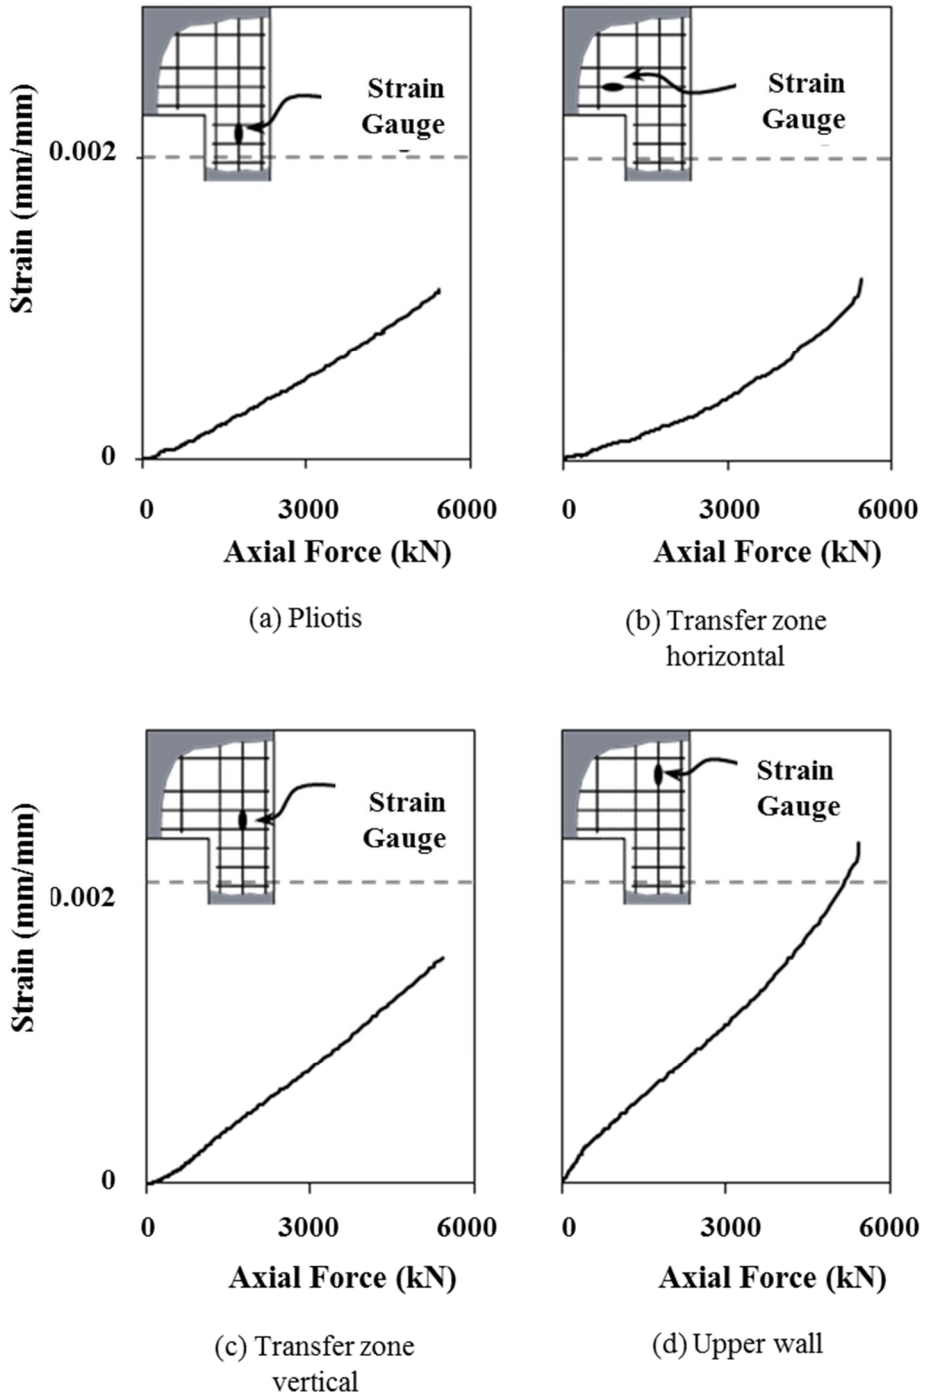 Strain
Gauge
Strain
Gauge
0.002
Strain (mm/mm)
0
0
3000
6000
0
3000
6000
Axial Force (kN)
Axial Force (kN)
(a) Pliotis
(b) Transfer zone
horizontal
Strain
Gauge
Strain
Gauge
0.002
Strain (mm/mm)
0
0
3000
6000
0
3000
6000
Axial Force (kN)
Axial Force (kN)
(c) Transfer zone
vertical
(d) Upper wall